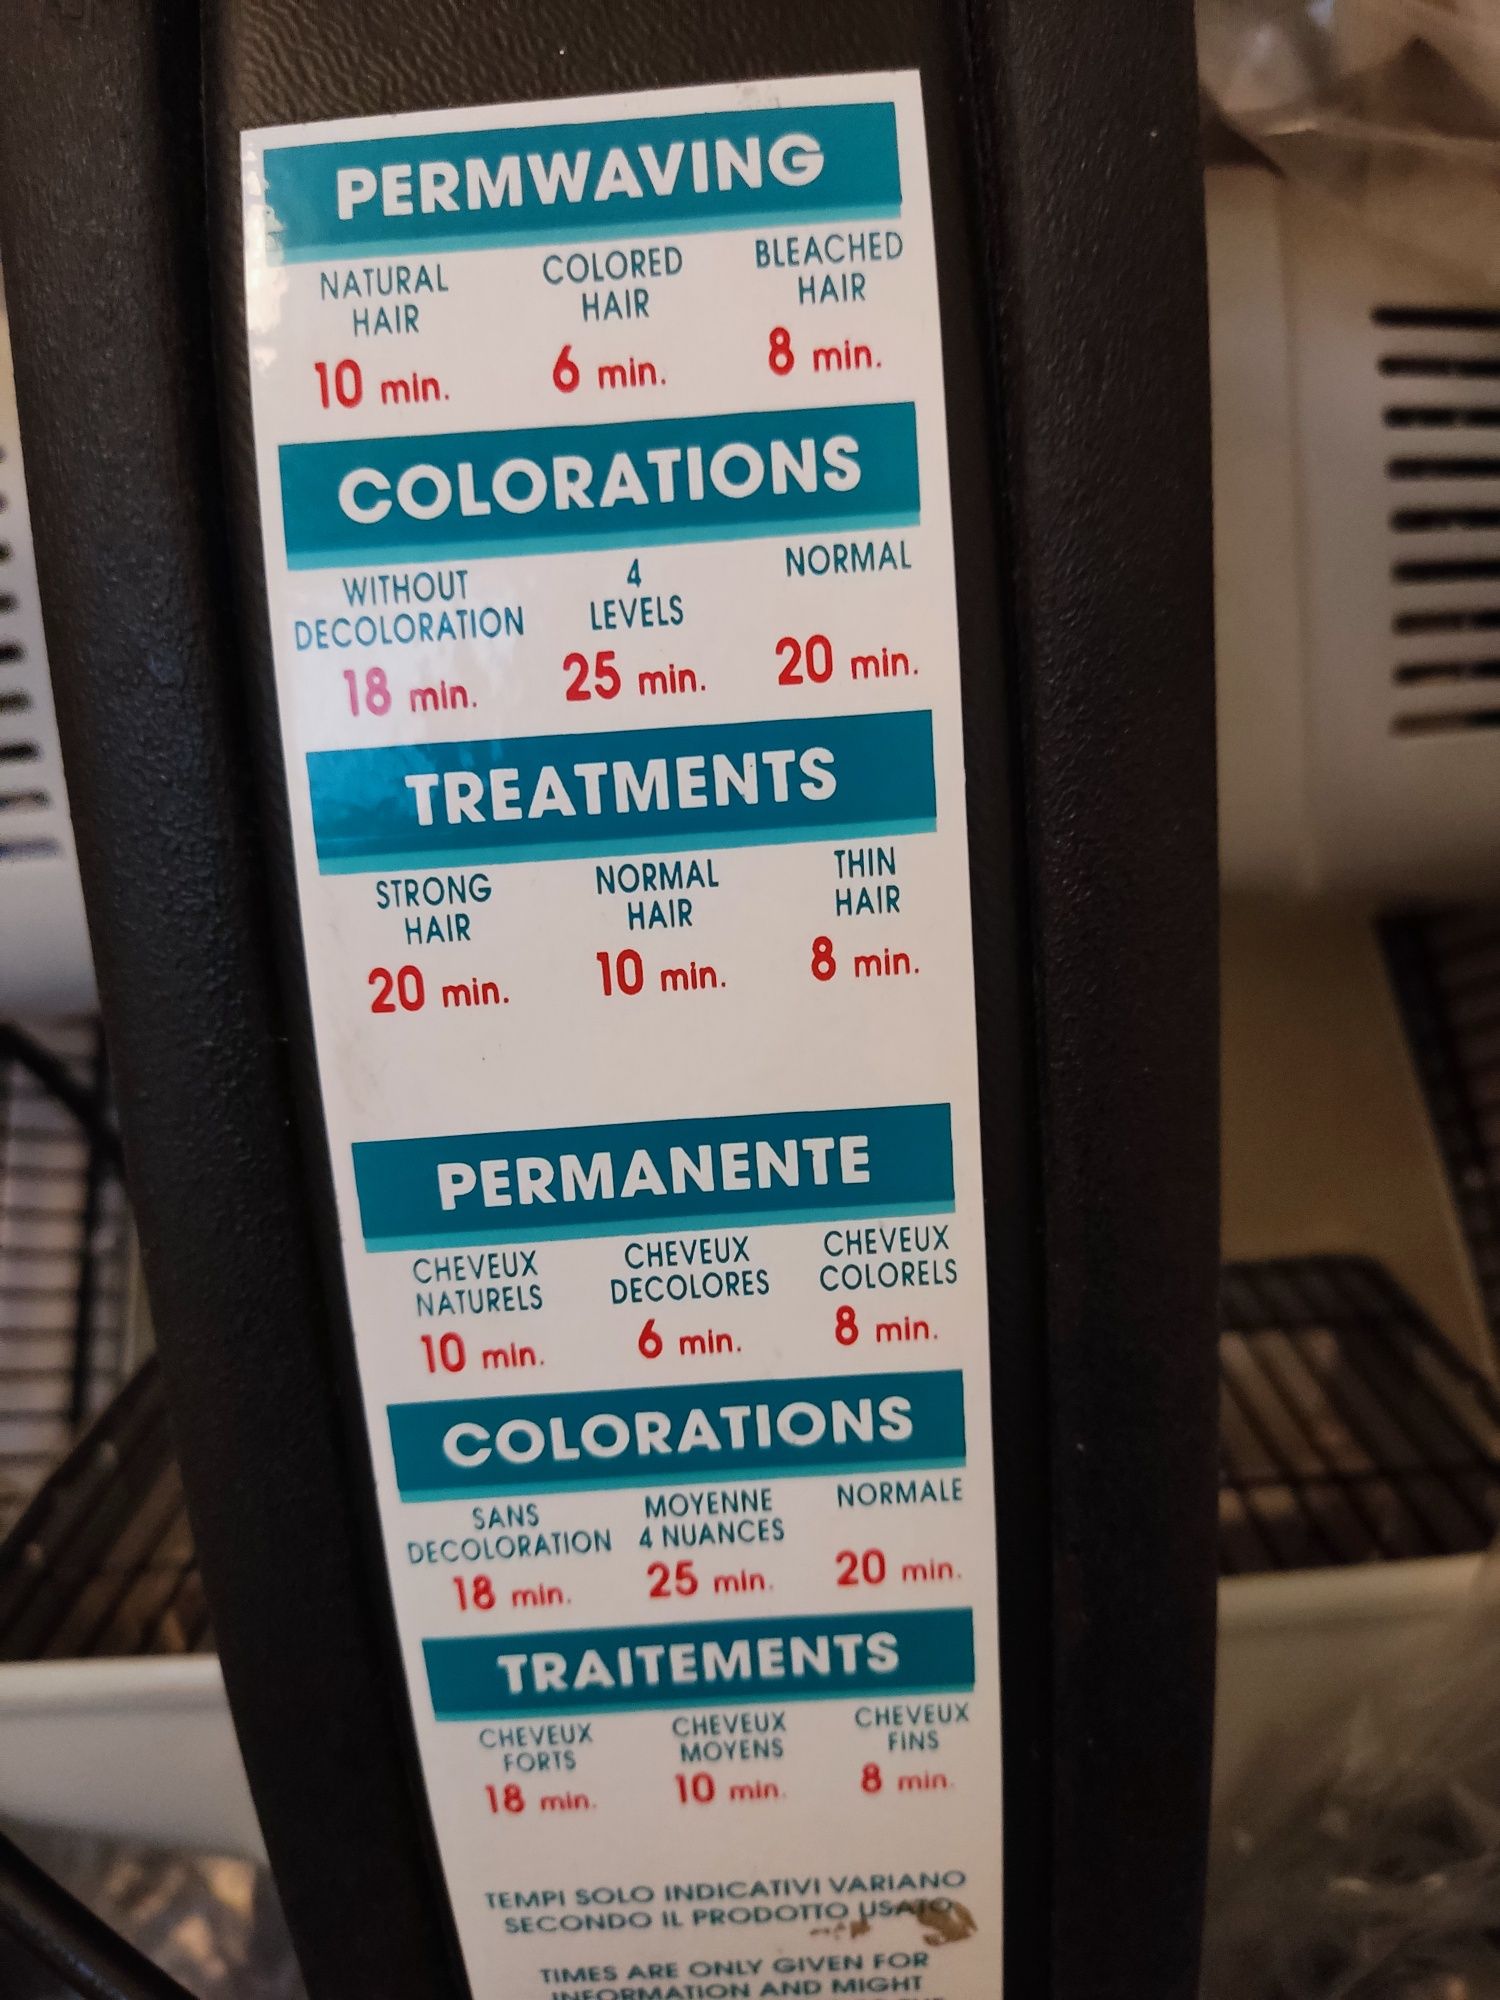 PERMWAVING
NATURAL HAIR
10 min.
COLORED HAIR
6 min.
BLEACHED HAIR
8 min.
COLORATIONS
WITHOUT DECOLORATION
18 min.
4 LEVELS
25 min.
NORMAL
20 min.
TREATMENTS
STRONG HAIR
20 min.
NORMAL HAIR
10 min.
THIN HAIR
8 min.
PERMANENTE
CHEVEUX NATURELS
10 min.
CHEVEUX DECOLORES
6 min.
CHEVEUX COLORELS
8 min.
COLORATIONS
SANS DECOLORATION
18 min.
MOYENNE 4 NUANCES
25 min.
NORMALE
20 min.
TRAITEMENTS
CHEVEUX FORTS
18 min.
CHEVEUX MOYENS
10 min.
CHEVEUX FINS
8 min.
TEMPI SOLO INDICATIVI VARIANO
SECONDO IL PRODOTTO USATO
TIMES ARE ONLY GIVEN FOR
INFORMATION AND MIGHT